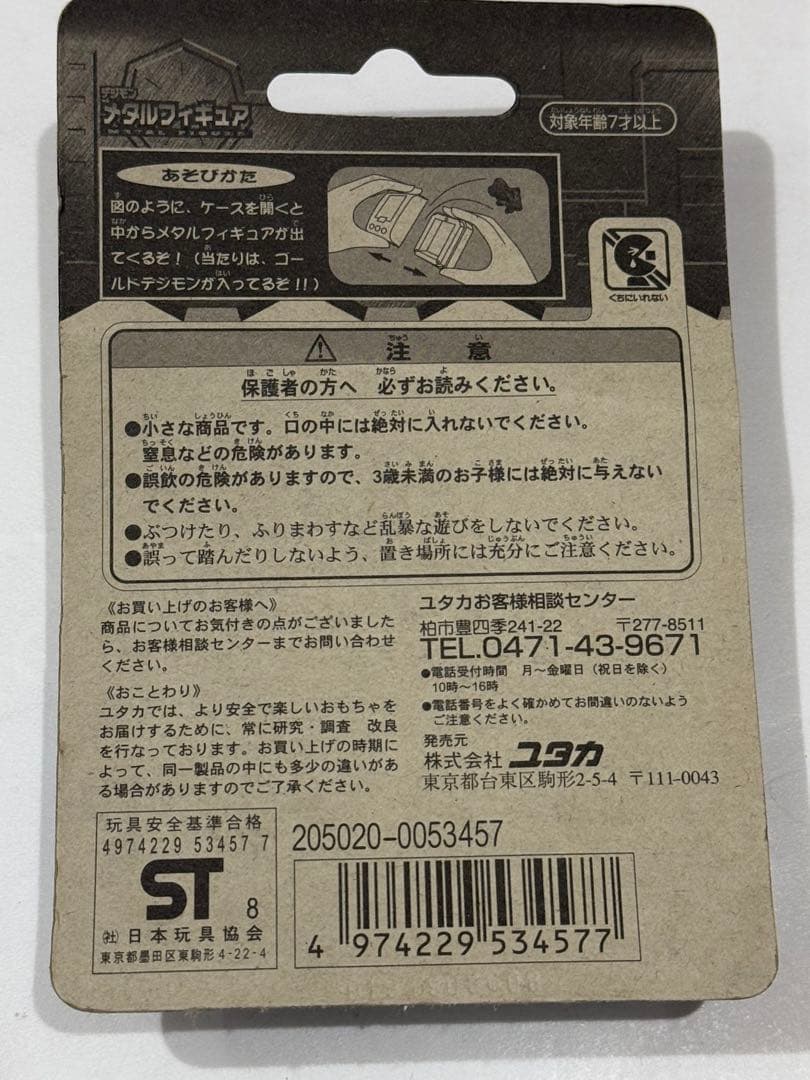 デジモン
メタルフィギュア
METAL FIGURE
対象年齢7才以上
あそびかた
図のように、ケースを開くと
中からメタルフィギュアが出
てくるぞ！（当たりは、ゴー
ルドデジモンが入ってるぞ！！）
くちにいれない
⚠ 注意
保護者の方へ 必ずお読みください。
●小さな商品です。口の中には絶対に入れないでください。
窒息などの危険があります。
●誤飲の危険がありますので、3歳未満のお子様には絶対に与えない
でください。
●ぶつけたり、ふりまわすなど乱暴な遊びをしないでください。
●誤って踏んだりしないよう、置き場所には充分にご注意ください。
《お買い上げのお客様へ》
商品についてお気付きの点がございました
ら、お客様相談センターまでお問い合わせ
ください。
《おことわり》
ユタカでは、より安全で楽しいおもちゃを
お届けするために、常に研究・調査 改良
を行なっております。お買い上げの時期に
よって、同一製品の中にも多少の違いがあ
る場合がありますのでご了承ください。
ユタカお客様相談センター
柏市豊四季241-22 〒277-8511
TEL.0471-43-9671
●電話受付時間 月〜金曜日（祝日を除く）
10時〜16時
●電話番号をよく確かめてお間違いのないよう
ご注意ください。
発売元
株式会社 ユタカ
東京都台東区駒形2-5-4 〒111-0043
玩具安全基準合格
4974229 53457 7
ST 8
㈳日本玩具協会
東京都墨田区東駒形4-22-4
205020-0053457
4 974229 534577